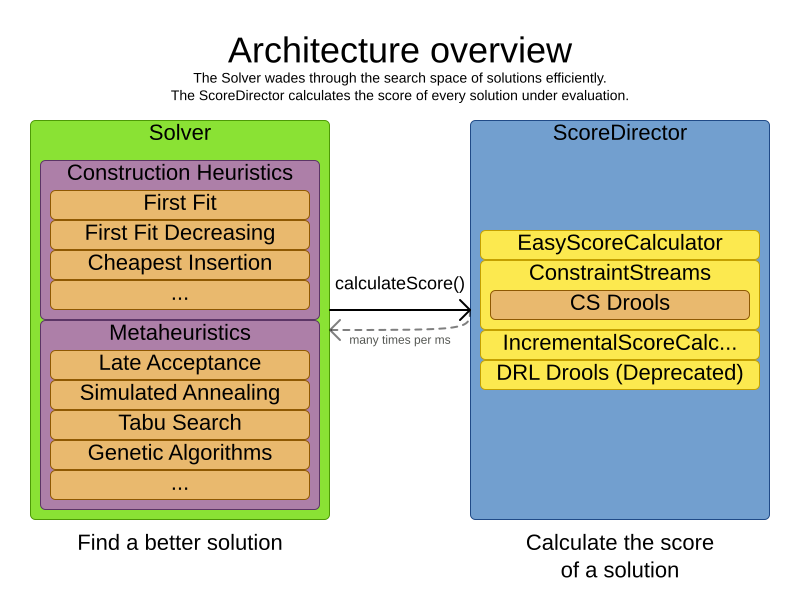 Architecture overview
The Solver wades through the search space of solutions efficiently.
The ScoreDirector calculates the score of every solution under evaluation.
Solver
Construction Heuristics
First Fit
First Fit Decreasing
Cheapest Insertion
...
Metaheuristics
Late Acceptance
Simulated Annealing
Tabu Search
Genetic Algorithms
...
Find a better solution
calculateScore()
many times per ms
ScoreDirector
EasyScoreCalculator
ConstraintStreams
CS Drools
IncrementalScoreCalc...
DRL Drools (Deprecated)
Calculate the score
of a solution